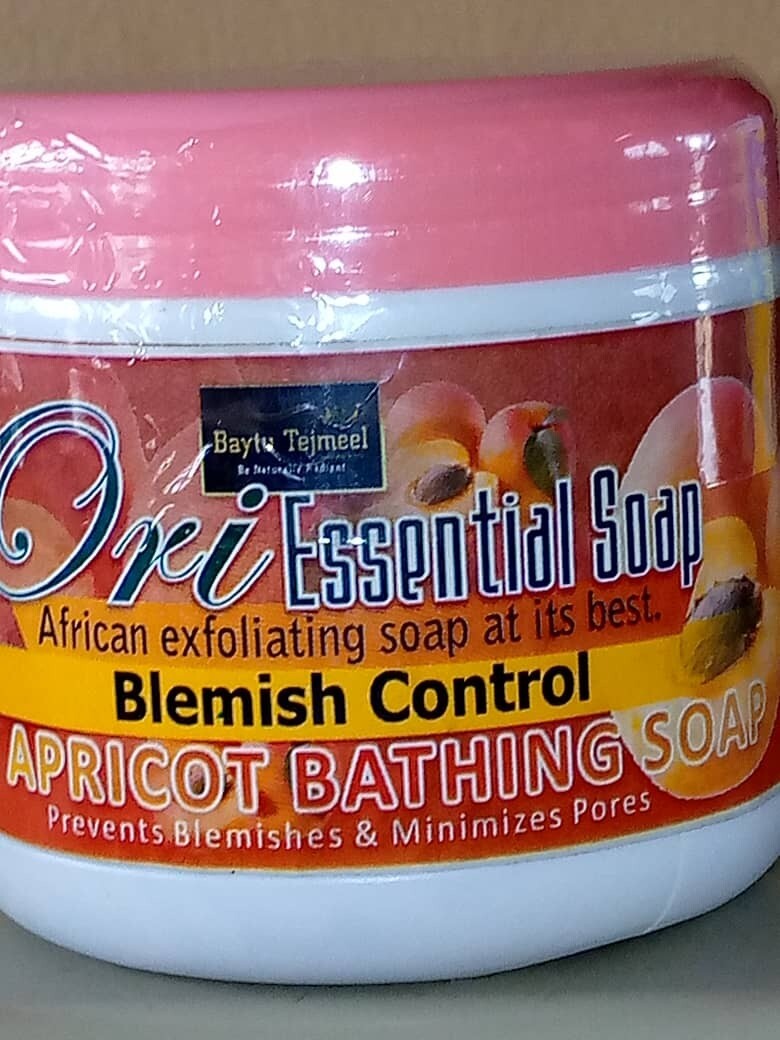 Baytu Tejmeel
Be Naturally Radiant
Ori Essential Soap
African exfoliating soap at its best.
Blemish Control
APRICOT BATHING SOAP
Prevents Blemishes & Minimizes Pores